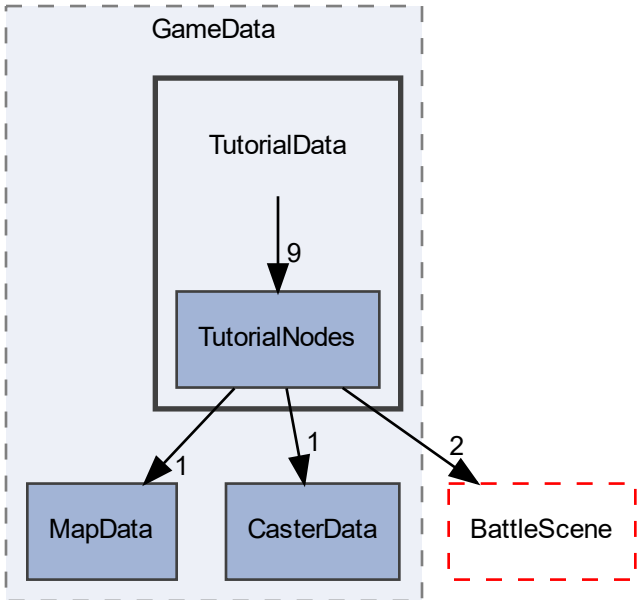 GameData
TutorialData
9
TutorialNodes
1
1
2
MapData
CasterData
BattleScene